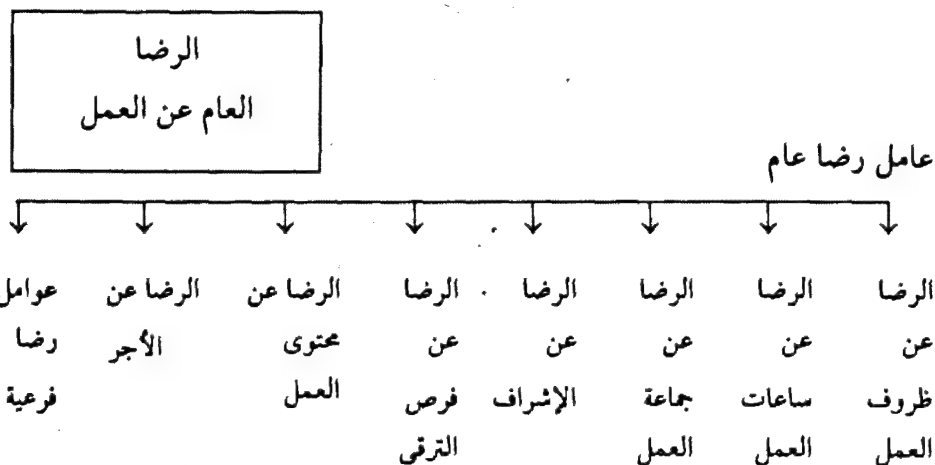 الرضا
العام عن العمل
عامل رضا عام
الرضا
عن
ظروف
العمل
الرضا
عن
ساعات
العمل
الرضا
عن
جماعة
العمل
الرضا
عن
الإشراف
الرضا
عن
فرص
الترقي
الرضا عن
محتوى
العمل
الرضا عن
الأجر
عوامل
رضا
فرعية